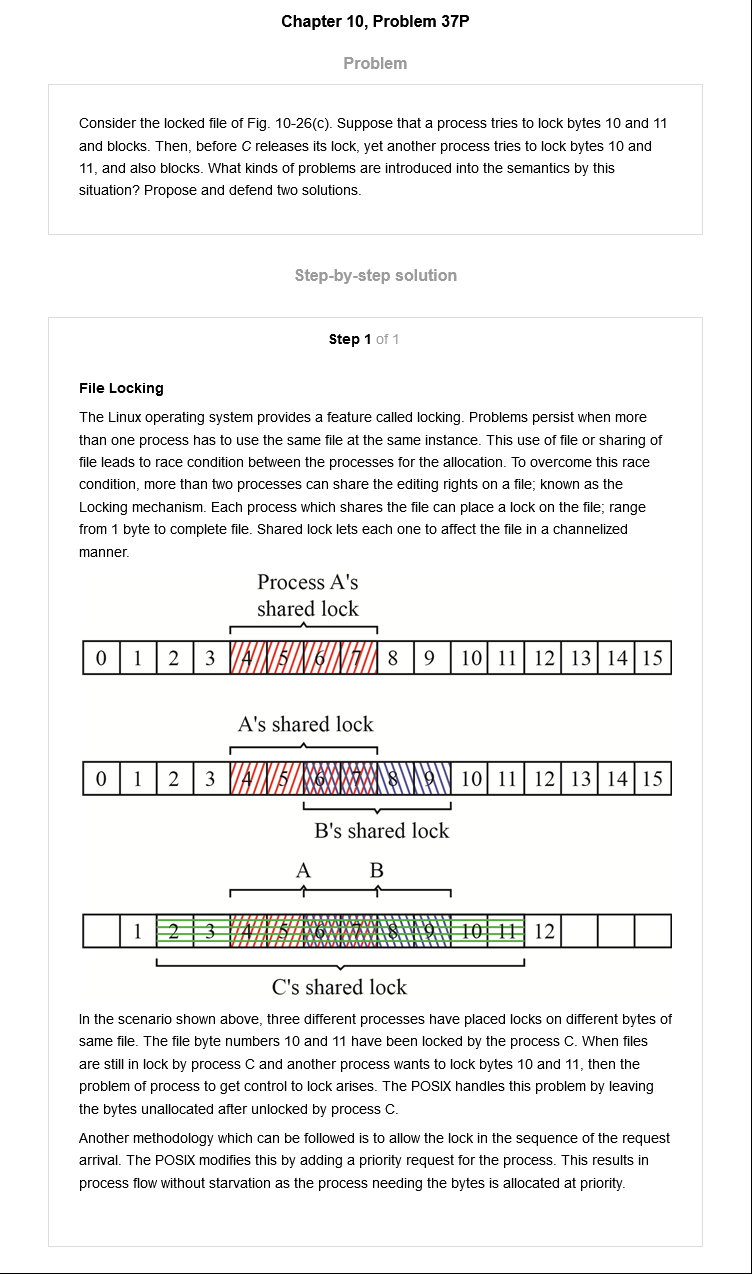 Chapter 10, Problem 37P
Problem
Consider the locked file of Fig. 10-26(c). Suppose that a process tries to lock bytes 10 and 11
and blocks. Then, before C releases its lock, yet another process tries to lock bytes 10 and
11, and also blocks. What kinds of problems are introduced into the semantics by this
situation? Propose and defend two solutions.
Step-by-step solution
Step 1 of 1
File Locking
The Linux operating system provides a feature called locking. Problems persist when more
than one process has to use the same file at the same instance. This use of file or sharing of
file leads to race condition between the processes for the allocation. To overcome this race
condition, more than two processes can share the editing rights on a file; known as the
Locking mechanism. Each process which shares the file can place a lock on the file; range
from 1 byte to complete file. Shared lock lets each one to affect the file in a channelized
manner.
Process A's
shared lock
0 1 2 3 4 5 6 7 8 9 10 11 12 13 14 15
A's shared lock
0 1 2 3 4 5 6 7 8 9 10 11 12 13 14 15
B's shared lock
A B
1 2 3 4 5 6 7 8 9 10 11 12
C's shared lock
In the scenario shown above, three different processes have placed locks on different bytes of
same file. The file byte numbers 10 and 11 have been locked by the process C. When files
are still in lock by process C and another process wants to lock bytes 10 and 11, then the
problem of process to get control to lock arises. The POSIX handles this problem by leaving
the bytes unallocated after unlocked by process C.
Another methodology which can be followed is to allow the lock in the sequence of the request
arrival. The POSIX modifies this by adding a priority request for the process. This results in
process flow without starvation as the process needing the bytes is allocated at priority.